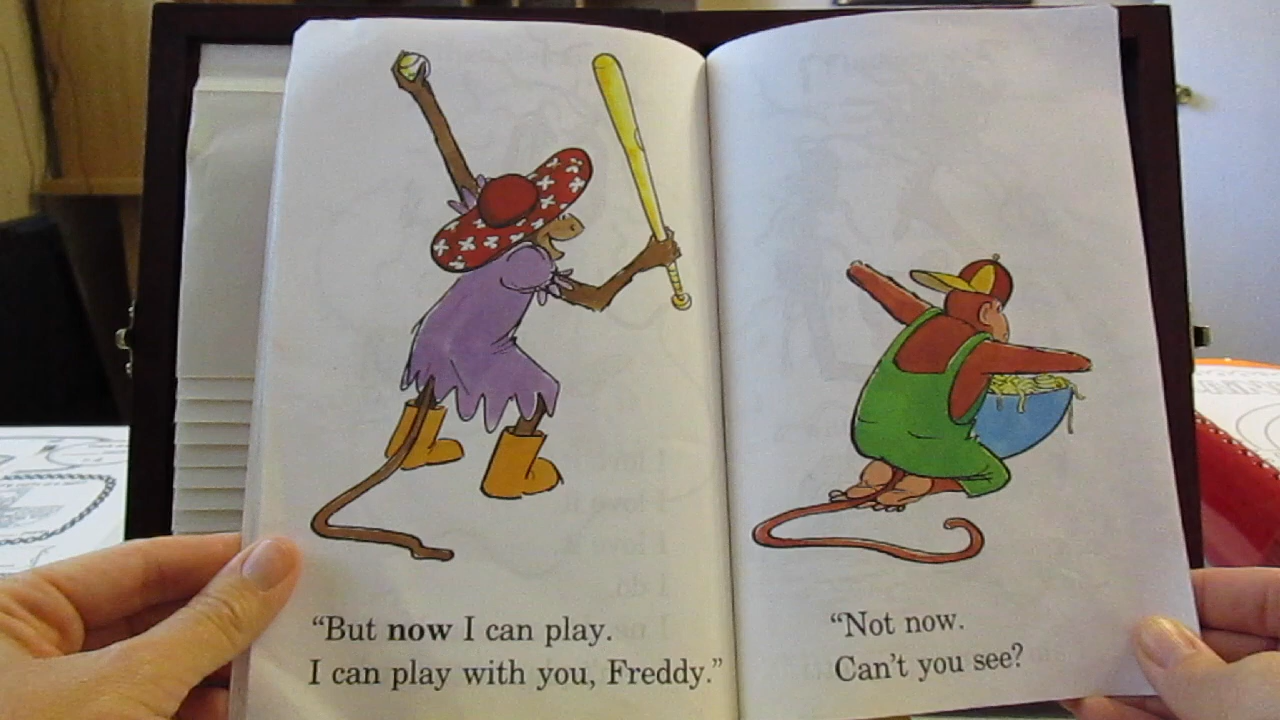 “But now I can play.
I can play with you, Freddy.”
“Not now.
Can’t you see?